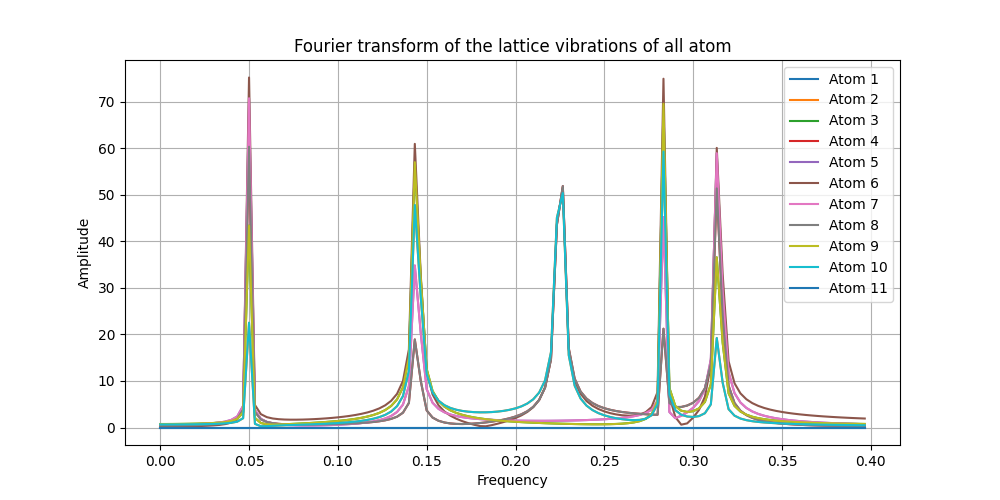 Fourier transform of the lattice vibrations of all atom
Amplitude
70
60
50
40
30
20
10
0
0.00 0.05 0.10 0.15 0.20 0.25 0.30 0.35 0.40
Frequency
Atom 1
Atom 2
Atom 3
Atom 4
Atom 5
Atom 6
Atom 7
Atom 8
Atom 9
Atom 10
Atom 11